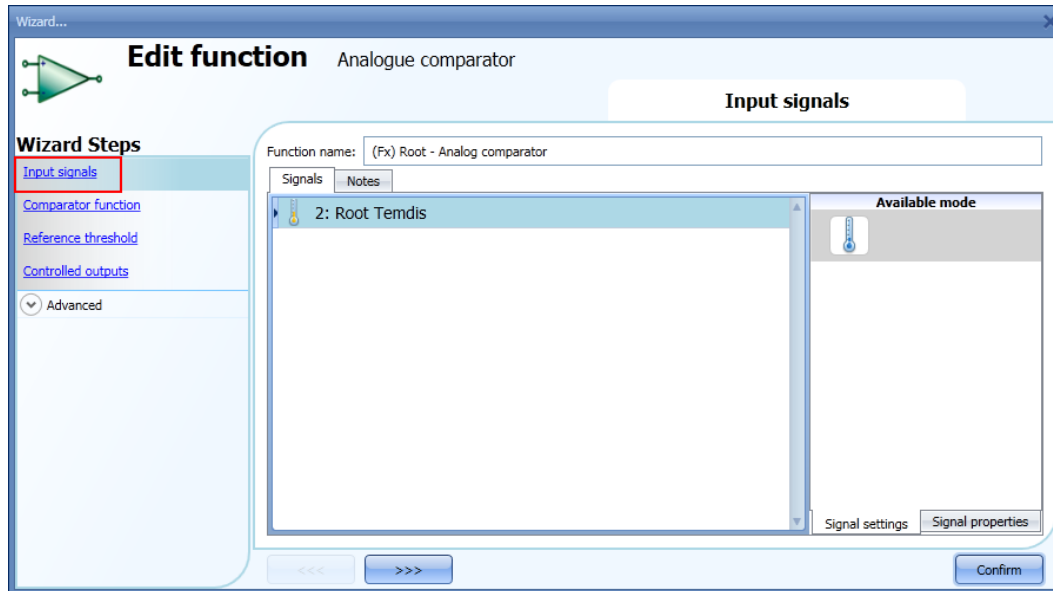 Wizard...
Edit function Analogue comparator
Input signals
Wizard Steps
Input signals
Comparator function
Reference threshold
Controlled outputs
Advanced
Function name: (Fx) Root - Analog comparator
Signals Notes
2: Root Temdis
Available mode
Signal settings Signal properties
<<< >>> Confirm